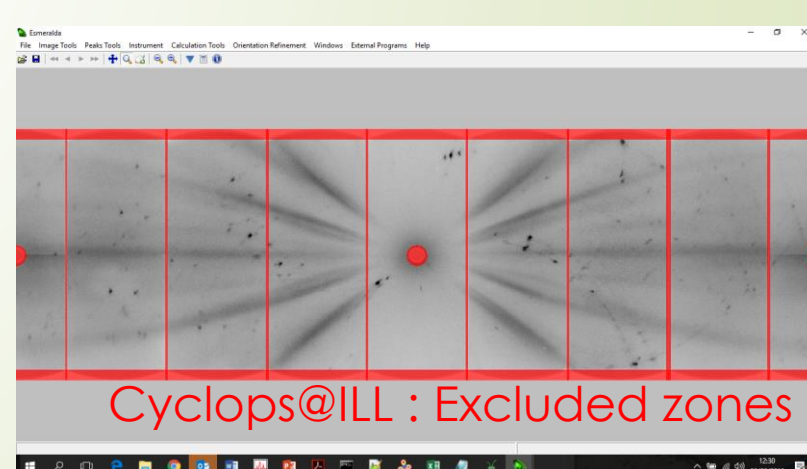 Esmeralda
File Image Tools Peaks Tools Instrument Calculation Tools Orientation Refinement Windows External Programs Help
Cyclops@ILL : Excluded zones
12:30